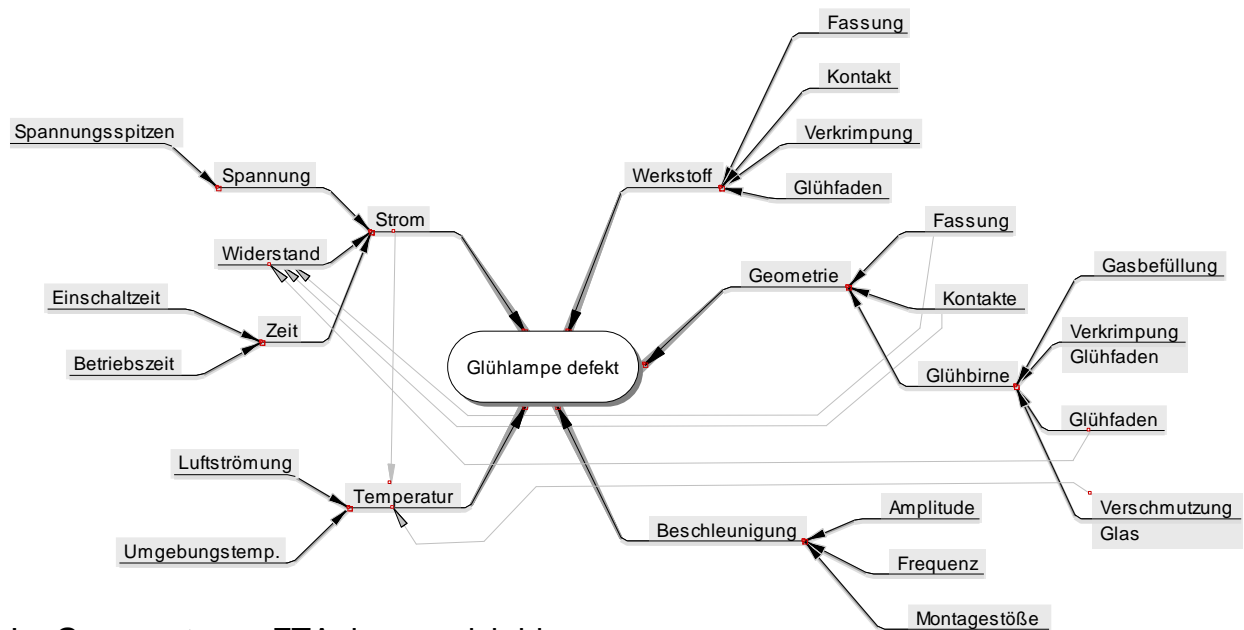 Fassung
Kontakt
Spannungsspitzen
Verkrimpung
Spannung
Werkstoff
Glühfaden
Strom
Fassung
Widerstand
Geometrie
Gasbefüllung
Einschaltzeit
Kontakte
Zeit
Verkrimpung
Glühfaden
Betriebszeit
Glühlampe defekt
Glühbirne
Glühfaden
Luftströmung
Temperatur
Amplitude
Verschmutzung
Glas
Beschleunigung
Umgebungstemp.
Frequenz
Montagestöße